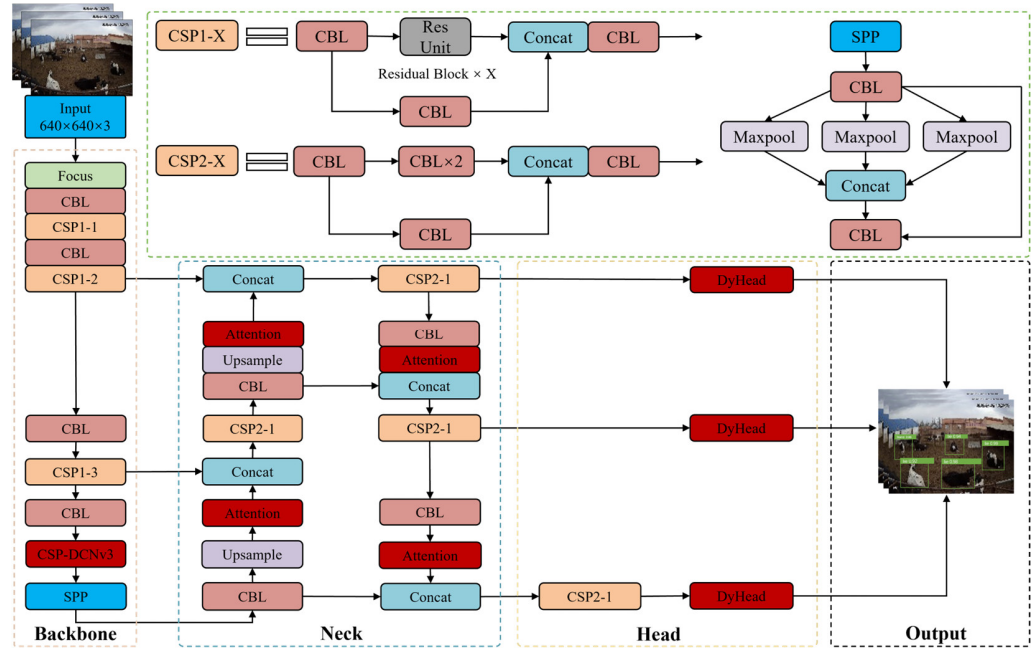 Input
640×640×3
CSP1-X
CBL
Res
Unit
Concat
CBL
Residual Block × X
CBL
CSP2-X
CBL
CBL×2
Concat
CBL
CBL
SPP
CBL
Maxpool
Maxpool
Maxpool
Concat
CBL
Focus
CBL
CSP1-1
CBL
CSP1-2
CBL
CSP1-3
CBL
CSP-DCNv3
SPP
Backbone
Concat
Attention
Upsample
CBL
CSP2-1
Concat
Attention
Upsample
CBL
CSP2-1
CBL
Attention
Concat
CSP2-1
CBL
Attention
Concat
Neck
DyHead
DyHead
CSP2-1
DyHead
Head
Output